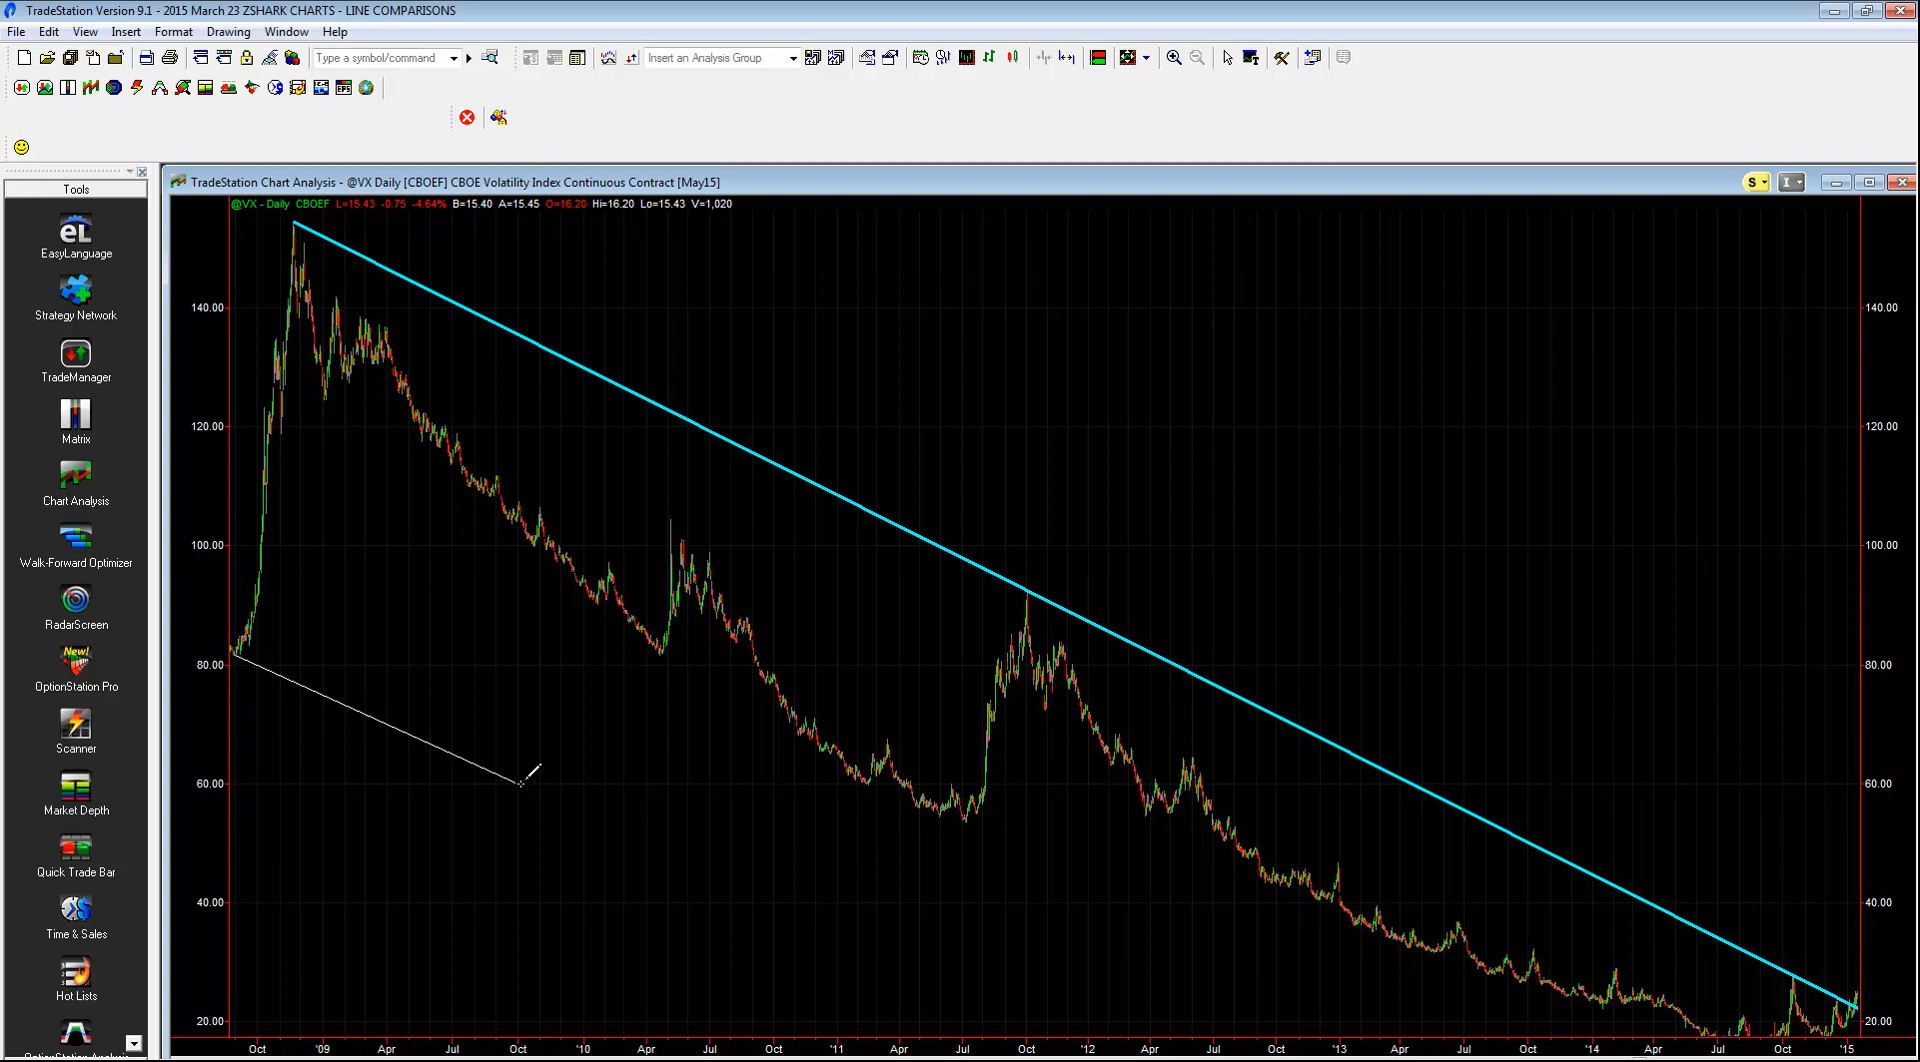 TradeStation Version 9.1 - 2015 March 23 ZSHARK CHARTS - LINE COMPARISONS
File Edit View Insert Format Drawing Window Help
Type a symbol/command Insert an Analysis Group
Tools
TradeStation Chart Analysis - @VX Daily [CBOEF] CBOE Volatility Index Continuous Contract [May15]
S I
@VX - Daily CBOEF L=15.43 -0.75 -4.64% B=15.40 A=15.45 O=16.20 Hi=16.20 Lo=15.43 V=1,020
eL
EasyLanguage
Strategy Network
TradeManager
Matrix
Chart Analysis
Walk-Forward Optimizer
RadarScreen
New!
OptionStation Pro
Scanner
Market Depth
Quick Trade Bar
Time & Sales
Hot Lists
140.00 140.00
120.00 120.00
100.00 100.00
80.00 80.00
60.00 60.00
40.00 40.00
20.00 20.00
Oct '09 Apr Jul Oct '10 Apr Jul Oct '11 Apr Jul Oct '12 Apr Jul Oct '13 Apr Jul Oct '14 Apr Jul Oct '15